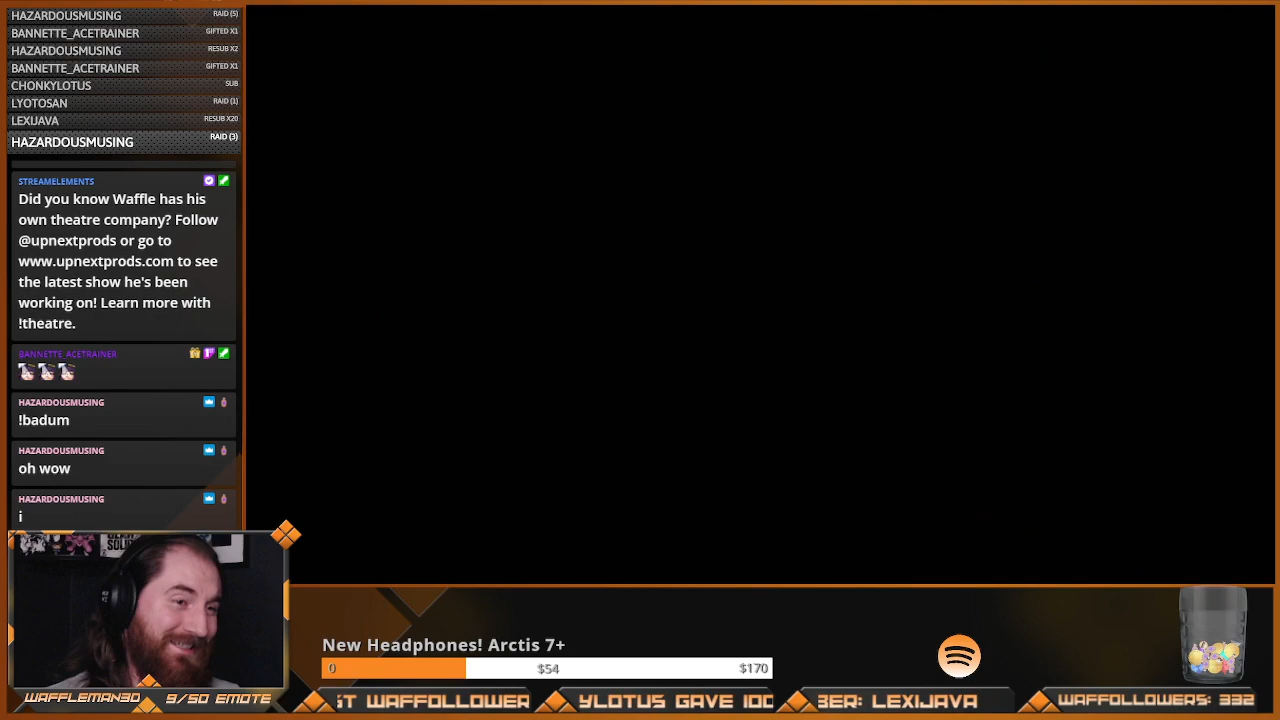 HAZARDOUSMUSING RAID (5)
BANNETTE_ACETRAINER GIFTED X1
HAZARDOUSMUSING RESUB X2
BANNETTE_ACETRAINER GIFTED X1
CHONKYLOTUS SUB
LYOTOSAN RAID (1)
LEXIJAVA RESUB X20
HAZARDOUSMUSING RAID (3)
STREAMELEMENTS
Did you know Waffle has his
own theatre company? Follow
@upnextprods or go to
www.upnextprods.com to see
the latest show he's been
working on! Learn more with
!theatre.
BANNETTE_ACETRAINER
HAZARDOUSMUSING
!badum
HAZARDOUSMUSING
oh wow
HAZARDOUSMUSING
i
WAFFLEMAN3D 9/50 EMOTE
New Headphones! Arctis 7+
0 $54 $170
ST WAFFOLLOWER
YLOTUS GAVE 100
BER: LEXIJAVA
WAFFOLLOWERS: 332